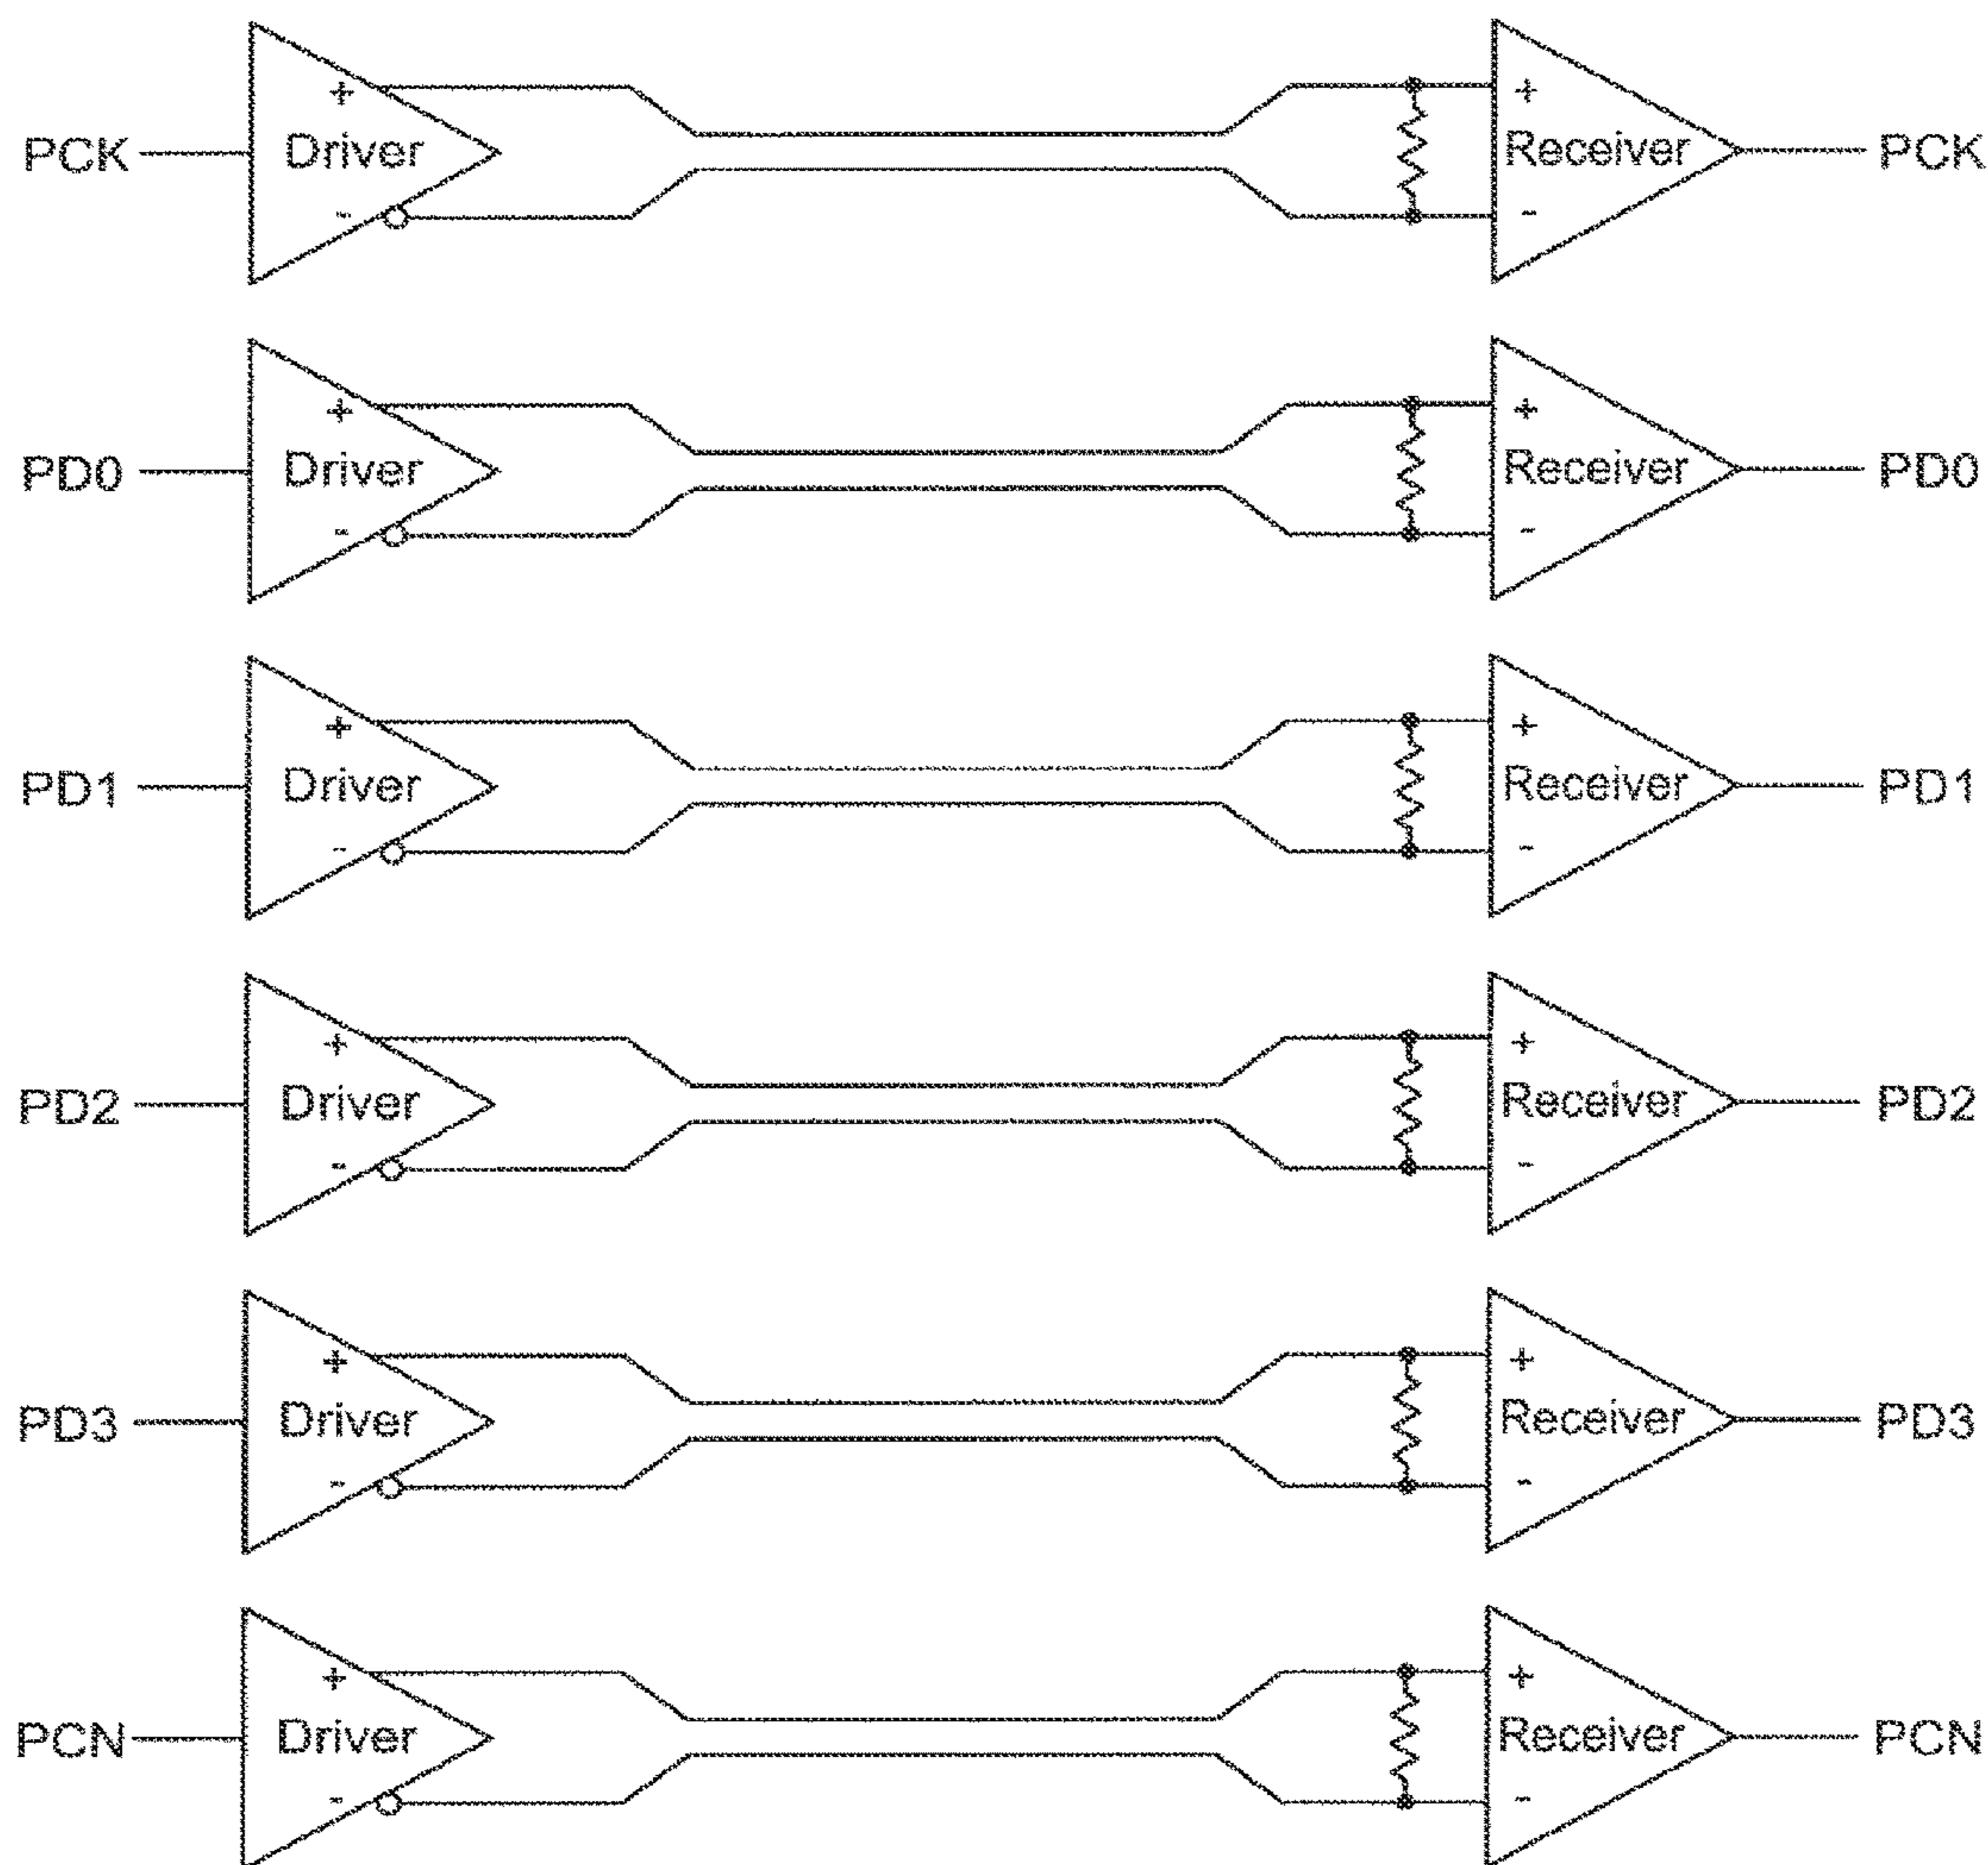 + +
PCK Driver Receiver PCK
- -
+ +
PD0 Driver Receiver PD0
- -
+ +
PD1 Driver Receiver PD1
- -
+ +
PD2 Driver Receiver PD2
- -
+ +
PD3 Driver Receiver PD3
- -
+ +
PCN Driver Receiver PCN
- -